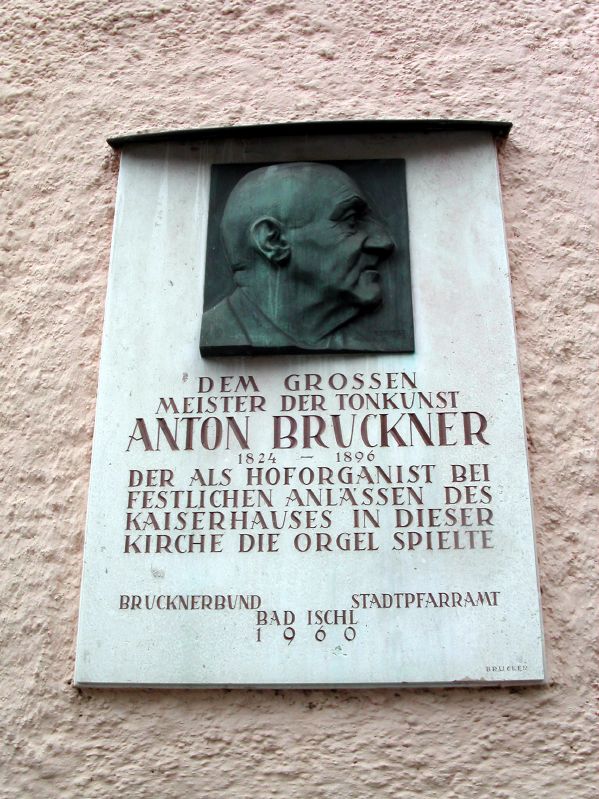 DEM GROSSEN
MEISTER DER TONKUNST
ANTON BRUCKNER
1824 – 1896
DER ALS HOFORGANIST BEI
FESTLICHEN ANLÄSSEN DES
KAISERHAUSES IN DIESER
KIRCHE DIE ORGEL SPIELTE
BRUCKNERBUND STADTPFARRAMT
BAD ISCHL
1960